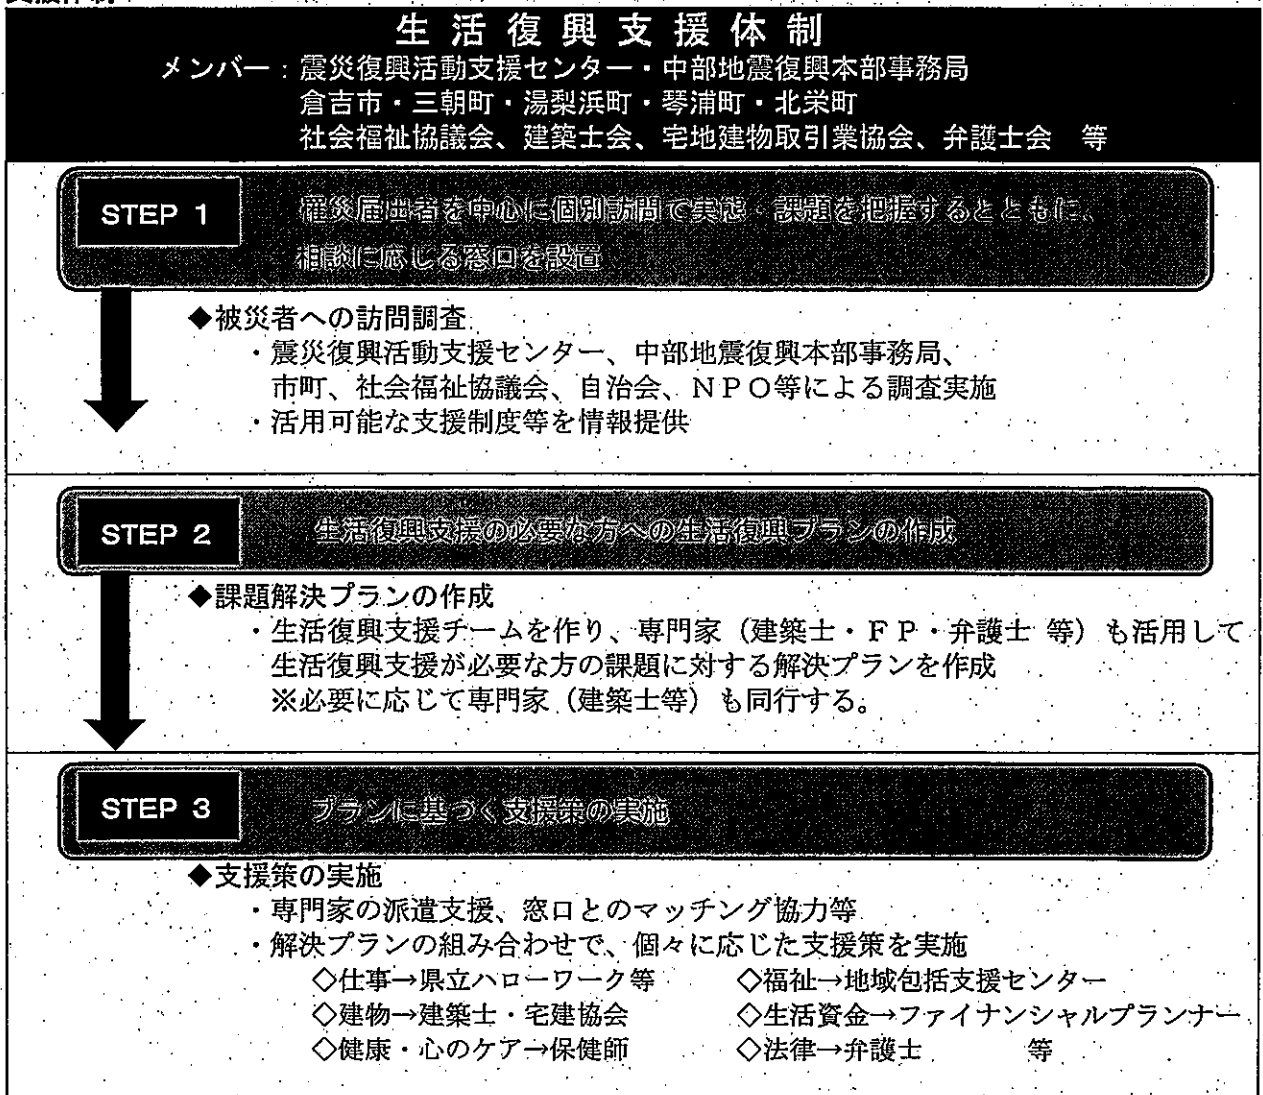 生活復興支援体制
メンバー：震災復興活動支援センター・中部地震復興本部事務局
倉吉市・三朝町・湯梨浜町・琴浦町・北栄町
社会福祉協議会、建築士会、宅地建物取引業協会、弁護士会　等
STEP 1
罹災届出者を中心に個別訪問で実態・課題を把握するとともに、
相談に応じる窓口を設置
◆被災者への訪問調査
・震災復興活動支援センター、中部地震復興本部事務局、
市町、社会福祉協議会、自治会、ＮＰＯ等による調査実施
・活用可能な支援制度等を情報提供
STEP 2
生活復興支援の必要な方への生活復興プランの作成
◆課題解決プランの作成
・生活復興支援チームを作り、専門家（建築士・ＦＰ・弁護士 等）も活用して
生活復興支援が必要な方の課題に対する解決プランを作成
※必要に応じて専門家（建築士等）も同行する。
STEP 3
プランに基づく支援策の実施
◆支援策の実施
・専門家の派遣支援、窓口とのマッチング協力等
・解決プランの組み合わせで、個々に応じた支援策を実施
◇仕事→県立ハローワーク等　◇福祉→地域包括支援センター
◇建物→建築士・宅建協会　◇生活資金→ファイナンシャルプランナー
◇健康・心のケア→保健師　◇法律→弁護士　等